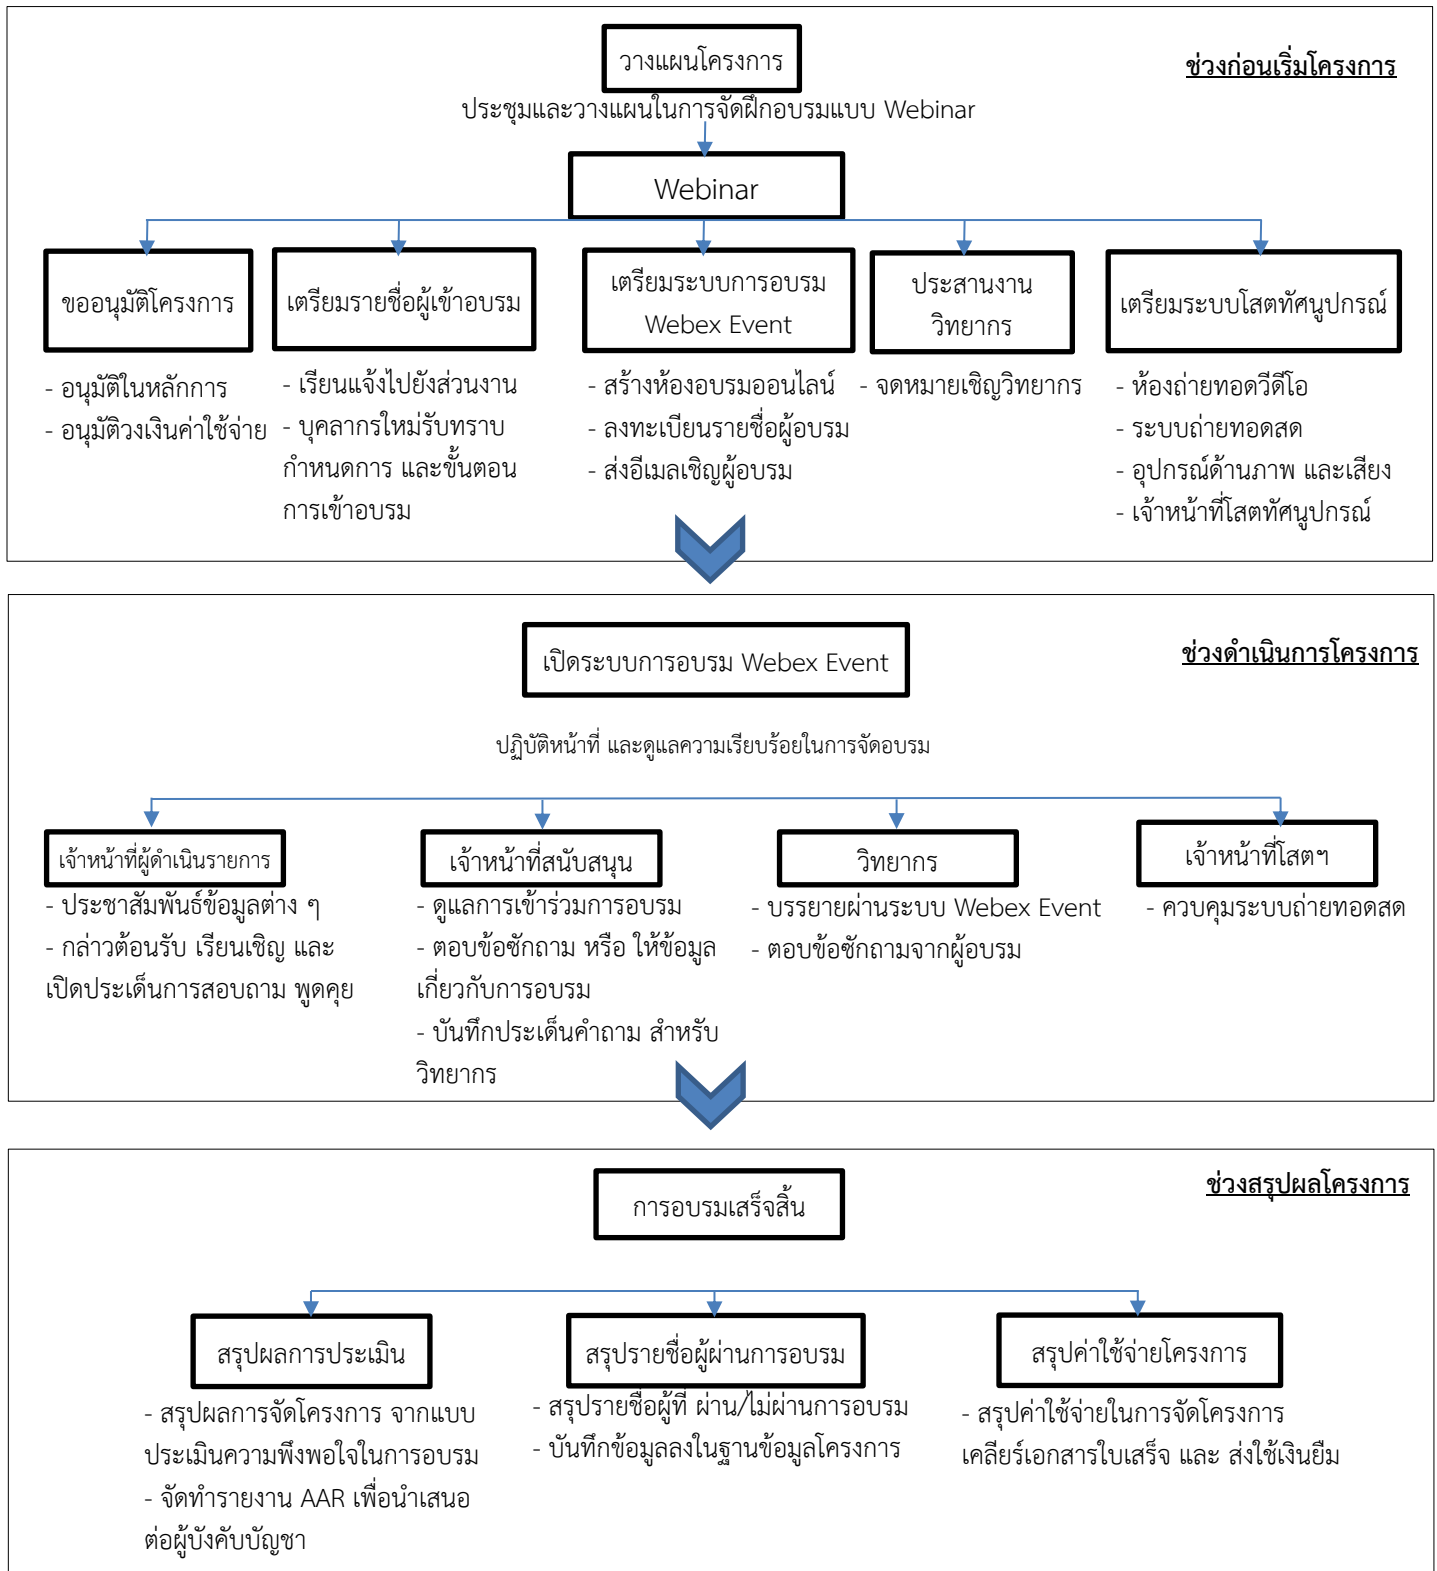 วางแผนโครงการ
ช่วงก่อนเริ่มโครงการ
ประชุมและวางแผนในการจัดฝึกอบรมแบบ Webinar
Webinar
ขออนุมัติโครงการ
- อนุมัติในหลักการ
- อนุมัติวงเงินค่าใช้จ่าย
เตรียมรายชื่อผู้เข้าอบรม
- เรียนแจ้งไปยังส่วนงาน
- บุคลากรใหม่รับทราบ
กำหนดการ และขั้นตอน
การเข้าอบรม
เตรียมระบบการอบรม
Webex Event
- สร้างห้องอบรมออนไลน์
- ลงทะเบียนรายชื่อผู้อบรม
- ส่งอีเมลเชิญผู้อบรม
ประสานงาน
วิทยากร
- จดหมายเชิญวิทยากร
เตรียมระบบโสตทัศนูปกรณ์
- ห้องถ่ายทอดวีดีโอ
- ระบบถ่ายทอดสด
- อุปกรณ์ด้านภาพ และเสียง
- เจ้าหน้าที่โสตทัศนูปกรณ์
เปิดระบบการอบรม Webex Event
ช่วงดำเนินการโครงการ
ปฏิบัติหน้าที่ และดูแลความเรียบร้อยในการจัดอบรม
เจ้าหน้าที่ผู้ดำเนินรายการ
- ประชาสัมพันธ์ข้อมูลต่าง ๆ
- กล่าวต้อนรับ เรียนเชิญ และ
เปิดประเด็นการสอบถาม พูดคุย
เจ้าหน้าที่สนับสนุน
- ดูแลการเข้าร่วมการอบรม
- ตอบข้อซักถาม หรือ ให้ข้อมูล
เกี่ยวกับการอบรม
- บันทึกประเด็นคำถาม สำหรับ
วิทยากร
วิทยากร
- บรรยายผ่านระบบ Webex Event
- ตอบข้อซักถามจากผู้อบรม
เจ้าหน้าที่โสตฯ
- ควบคุมระบบถ่ายทอดสด
การอบรมเสร็จสิ้น
ช่วงสรุปผลโครงการ
สรุปผลการประเมิน
- สรุปผลการจัดโครงการ จากแบบ
ประเมินความพึงพอใจในการอบรม
- จัดทำรายงาน AAR เพื่อนำเสนอ
ต่อผู้บังคับบัญชา
สรุปรายชื่อผู้ผ่านการอบรม
- สรุปรายชื่อผู้ที่ ผ่าน/ไม่ผ่านการอบรม
- บันทึกข้อมูลลงในฐานข้อมูลโครงการ
สรุปค่าใช้จ่ายโครงการ
- สรุปค่าใช้จ่ายในการจัดโครงการ
เคลียร์เอกสารใบเสร็จ และ ส่งใช้เงินยืม